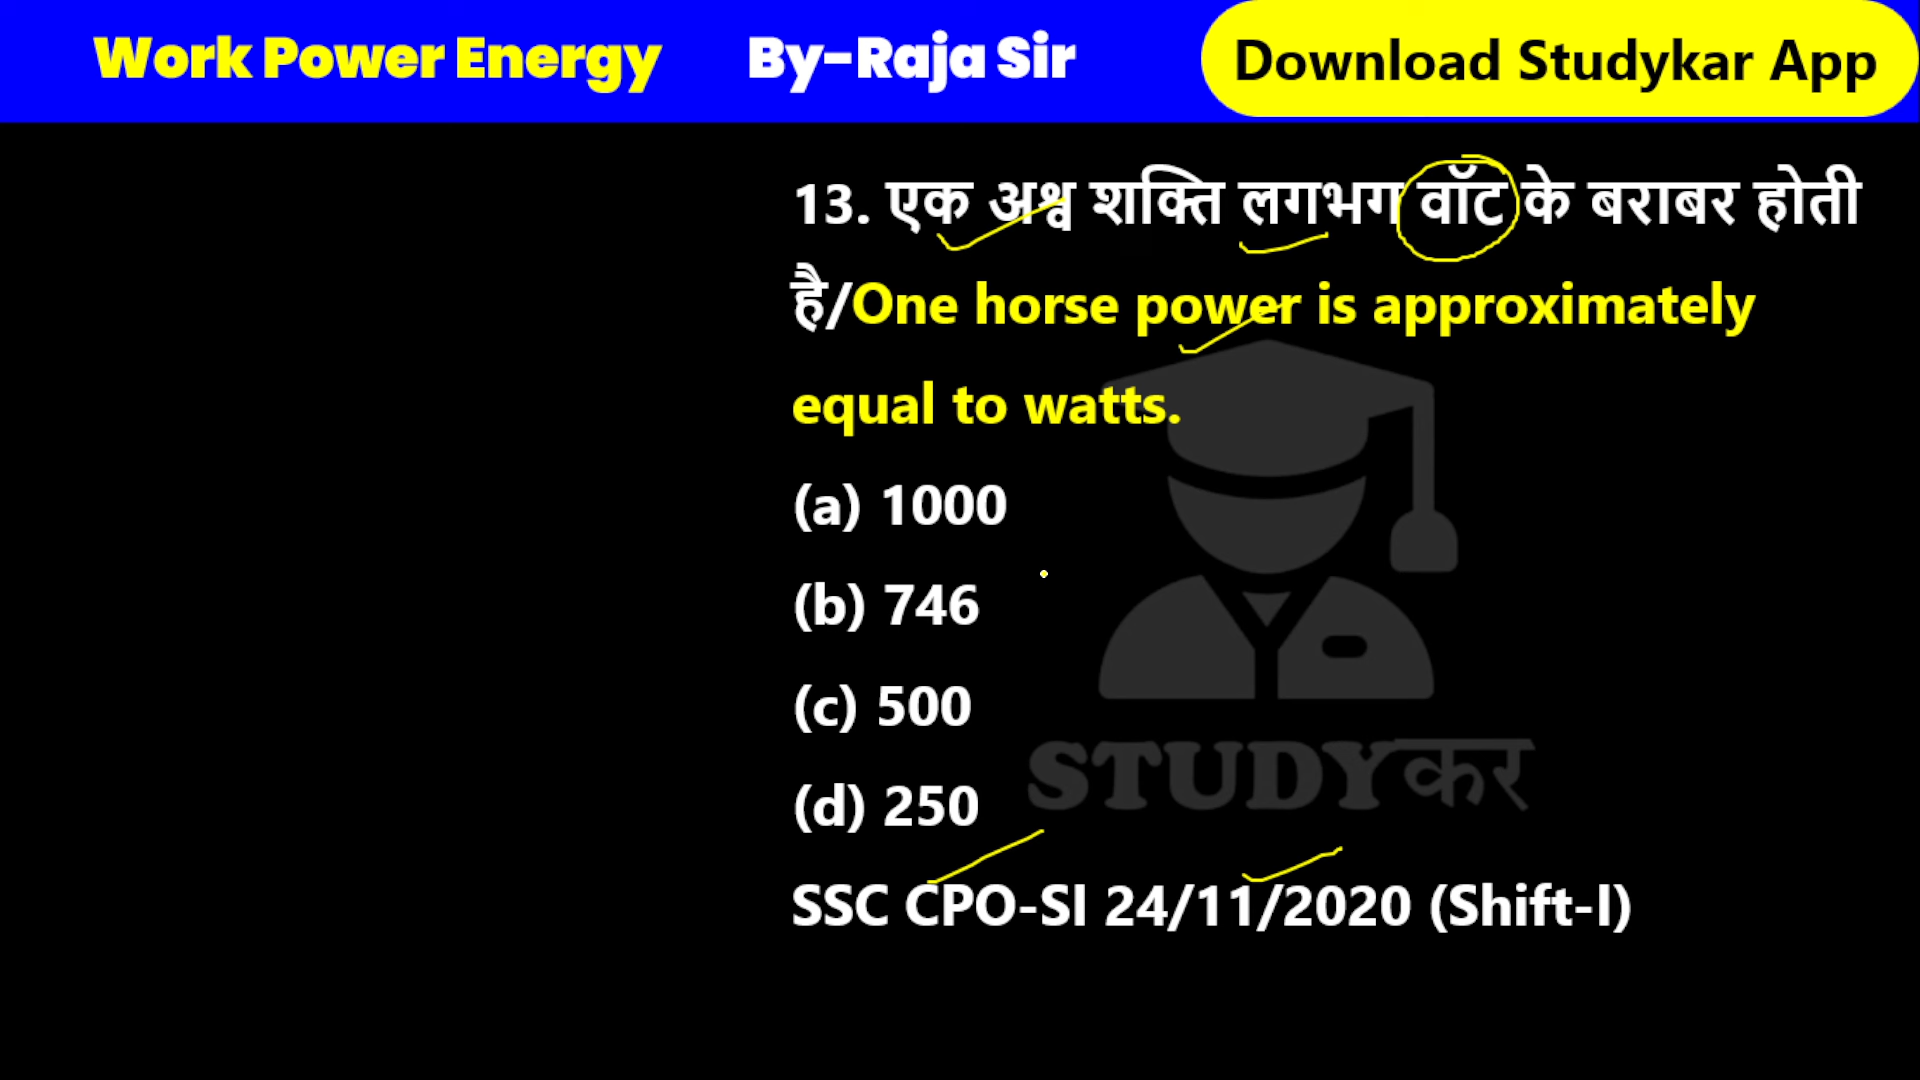 Work Power Energy By-Raja Sir Download Studykar App
13. एक अश्व शक्ति लगभग वॉट के बराबर होती
है/One horse power is approximately
equal to watts.
(a) 1000
(b) 746
(c) 500
(d) 250
STUDYकर
SSC CPO-SI 24/11/2020 (Shift-I)